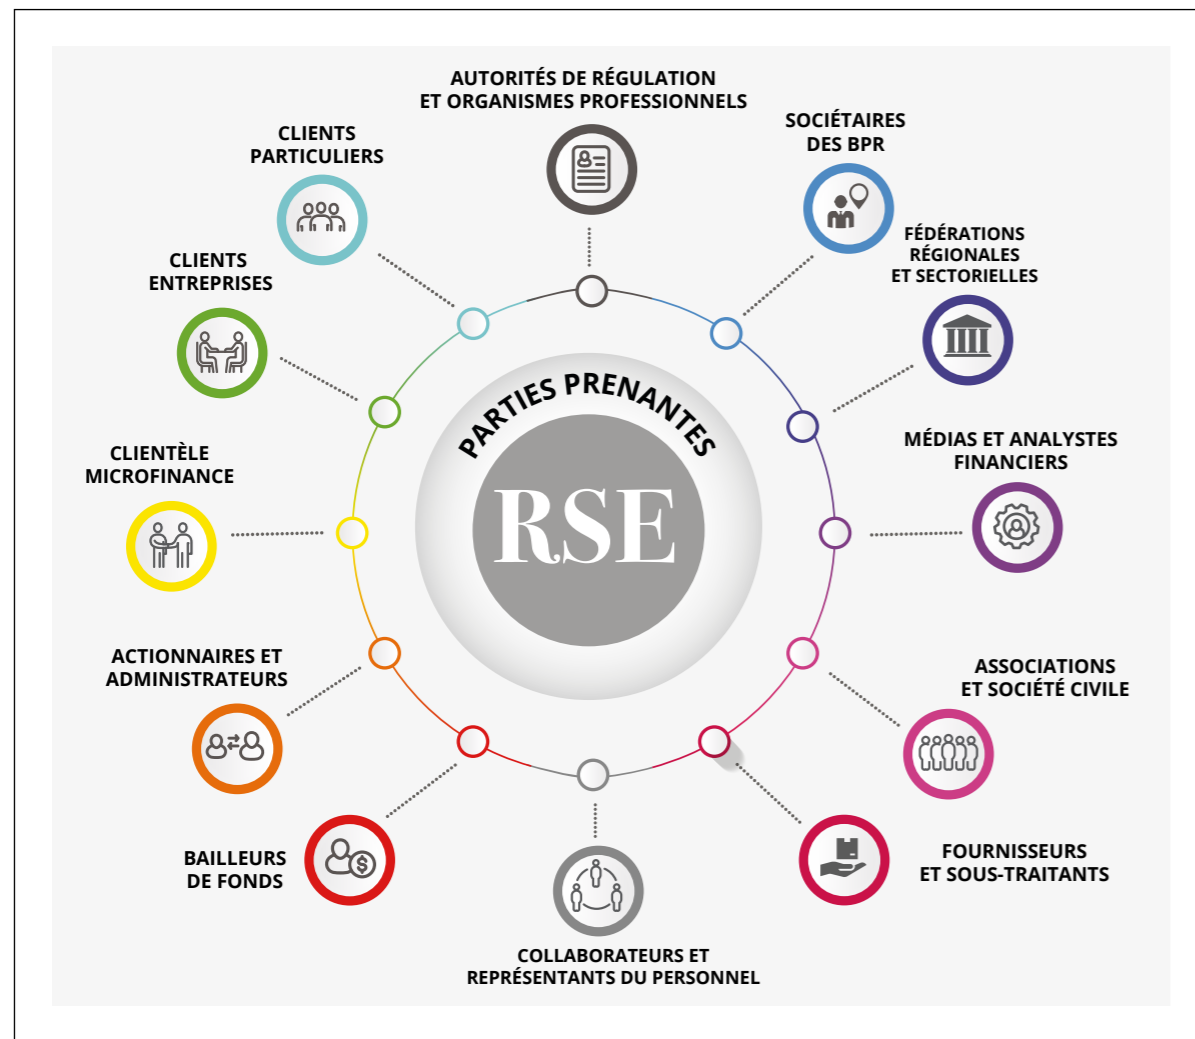 AUTORITÉS DE RÉGULATION
ET ORGANISMES PROFESSIONNELS
SOCIÉTAIRES
DES BPR
FÉDÉRATIONS
RÉGIONALES
ET SECTORIELLES
MÉDIAS ET ANALYSTES
FINANCIERS
ASSOCIATIONS
ET SOCIÉTÉ CIVILE
FOURNISSEURS
ET SOUS-TRAITANTS
COLLABORATEURS ET
REPRÉSENTANTS DU PERSONNEL
BAILLEURS
DE FONDS
ACTIONNAIRES ET
ADMINISTRATEURS
CLIENTÈLE
MICROFINANCE
CLIENTS
ENTREPRISES
CLIENTS
PARTICULIERS
PARTIES PRENANTES
RSE
$